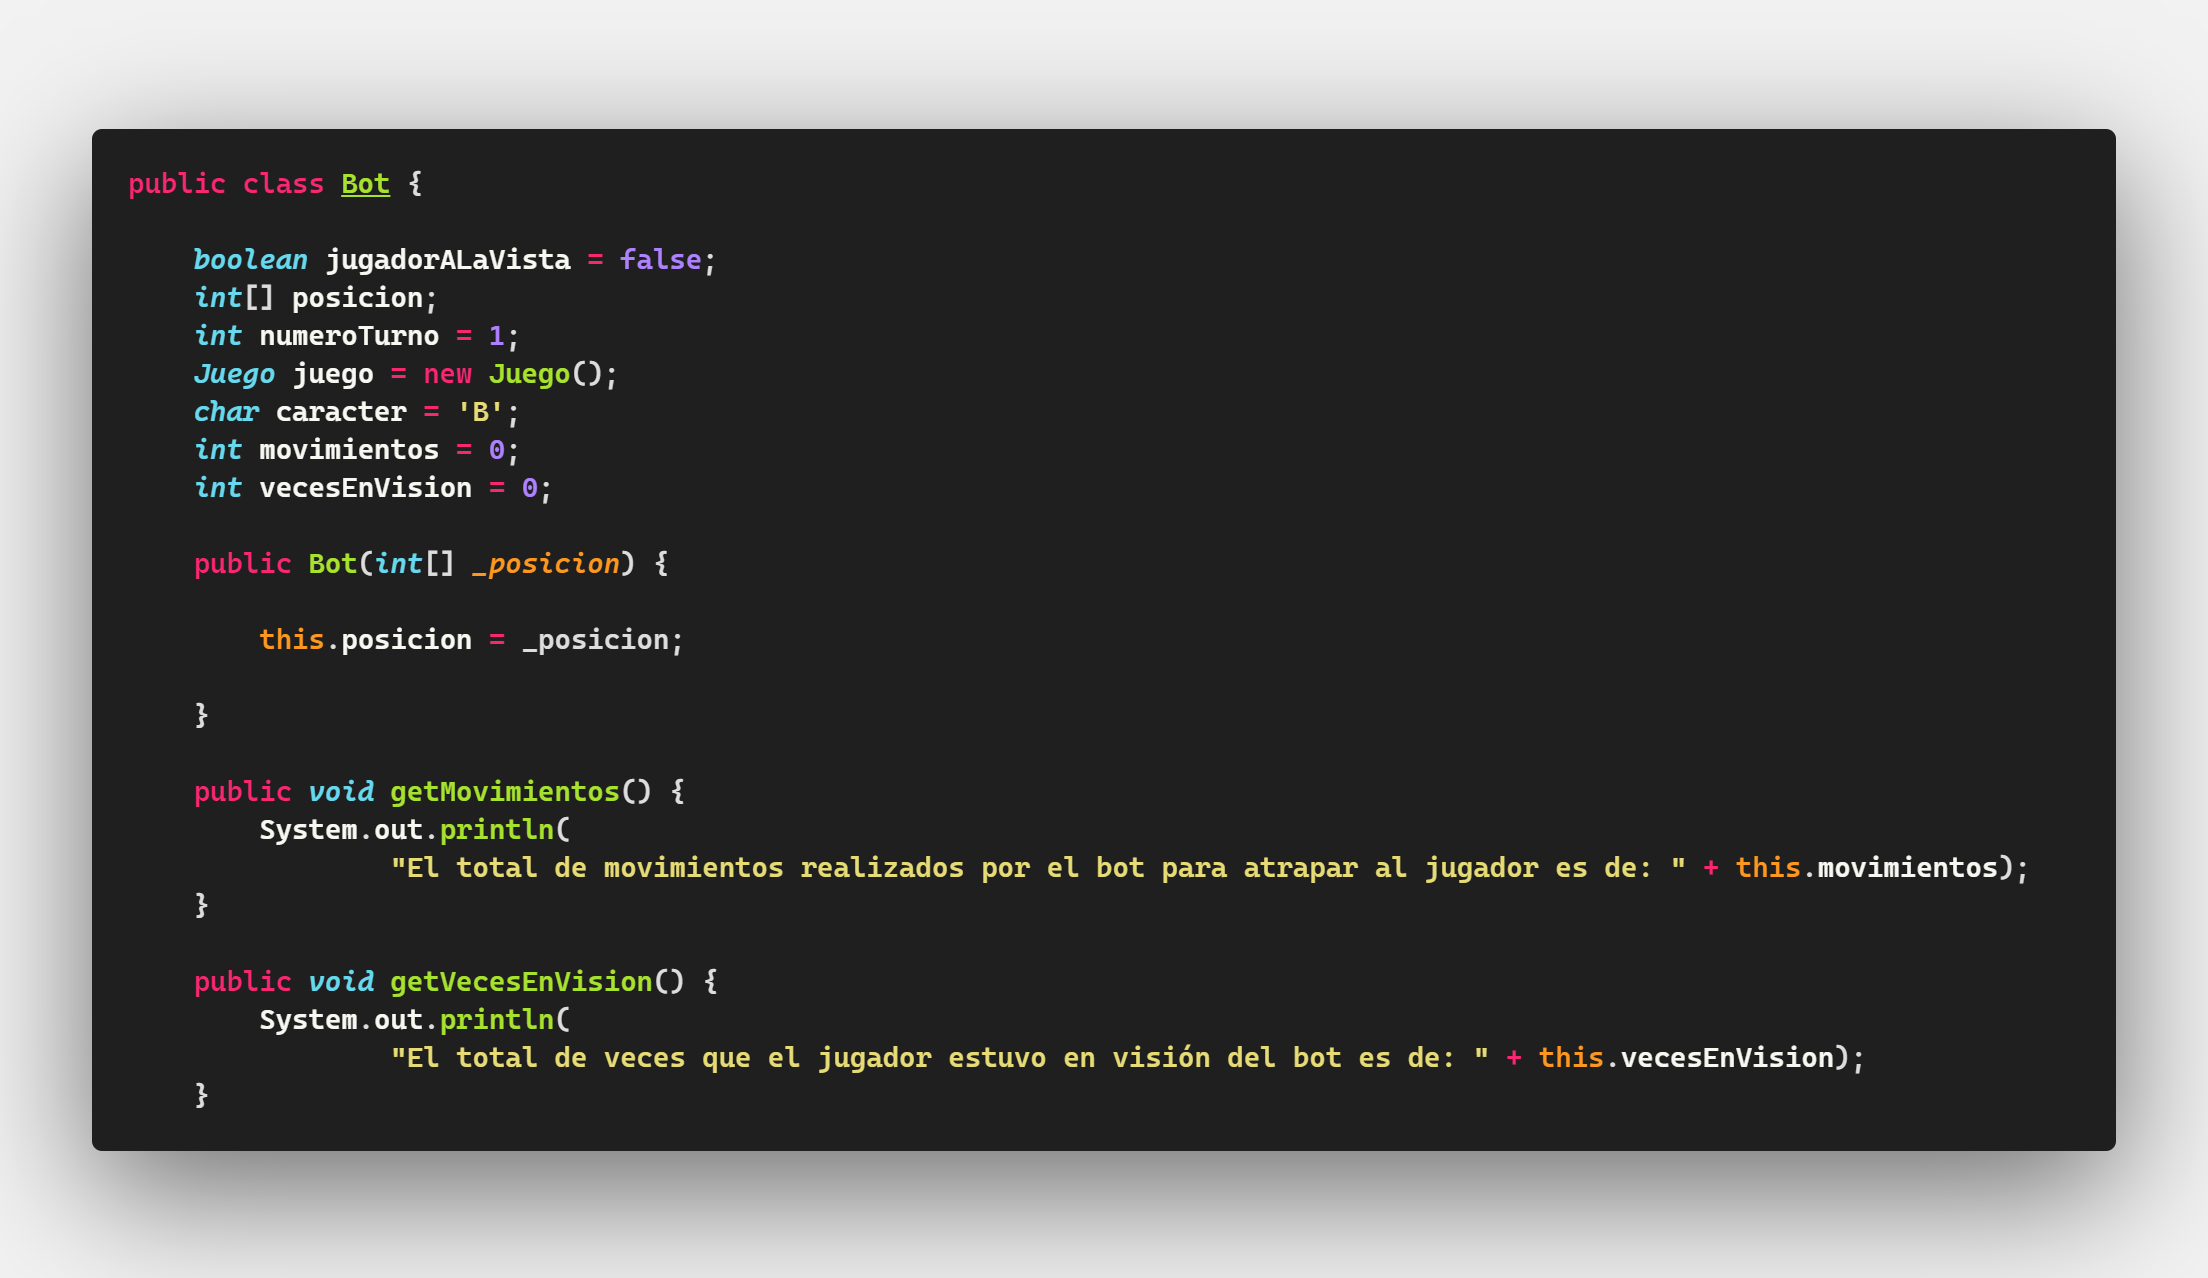 public class Bot {
boolean jugadorALaVista = false;
int[] posicion;
int numeroTurno = 1;
Juego juego = new Juego();
char caracter = 'B';
int movimientos = 0;
int vecesEnVision = 0;
public Bot(int[] _posicion) {
this.posicion = _posicion;
}
public void getMovimientos() {
System.out.println(
"El total de movimientos realizados por el bot para atrapar al jugador es de: " + this.movimientos);
}
public void getVecesEnVision() {
System.out.println(
"El total de veces que el jugador estuvo en visión del bot es de: " + this.vecesEnVision);
}